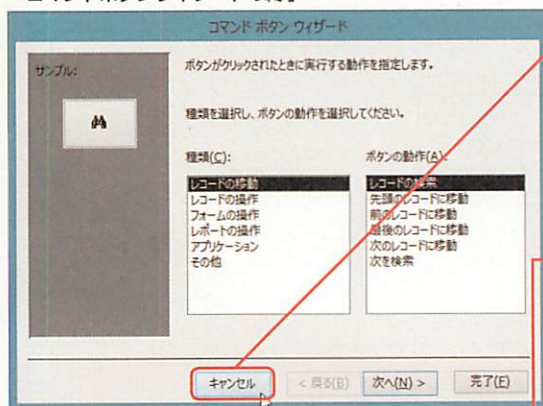 コマンド ボタン ウィザード
サンプル:
ボタンがクリックされたときに実行する動作を指定します。
種類を選択し、ボタンの動作を選択してください。
種類(C):
ボタンの動作(A):
レコードの移動
レコードの操作
フォームの操作
レポートの操作
アプリケーション
その他
レコードの検索
先頭のレコードに移動
前のレコードに移動
最後のレコードに移動
次のレコードに移動
次を検索
キャンセル
< 戻る(B)
次へ(N) >
完了(F)